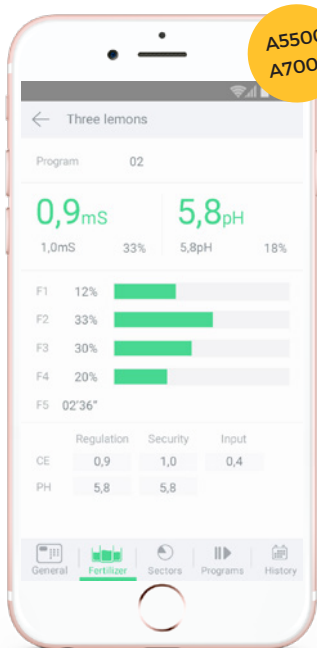 A5500
A700
Three lemons
Program 02
0,9mS 5,8pH
1,0mS 33% 5,8pH 18%
F1 12%
F2 33%
F3 30%
F4 20%
F5 02'36"
Regulation Security Input
CE 0,9 1,0 0,4
PH 5,8 5,8
General Fertilizer Sectors Programs History